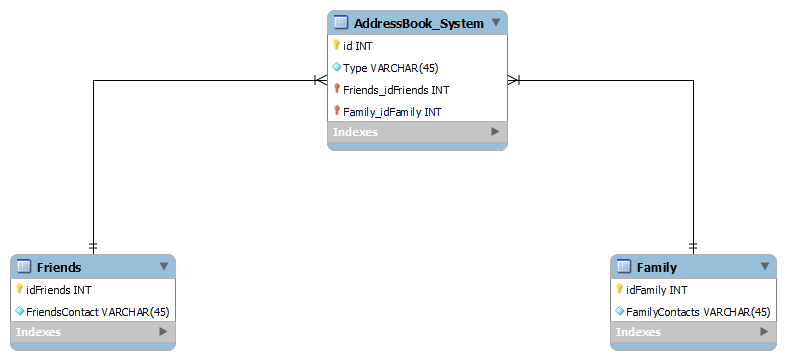 AddressBook_System
id INT
Type VARCHAR(45)
Friends_idFriends INT
Family_idFamily INT
Indexes
Friends
idFriends INT
FriendsContact VARCHAR(45)
Indexes
Family
idFamily INT
FamilyContacts VARCHAR(45)
Indexes